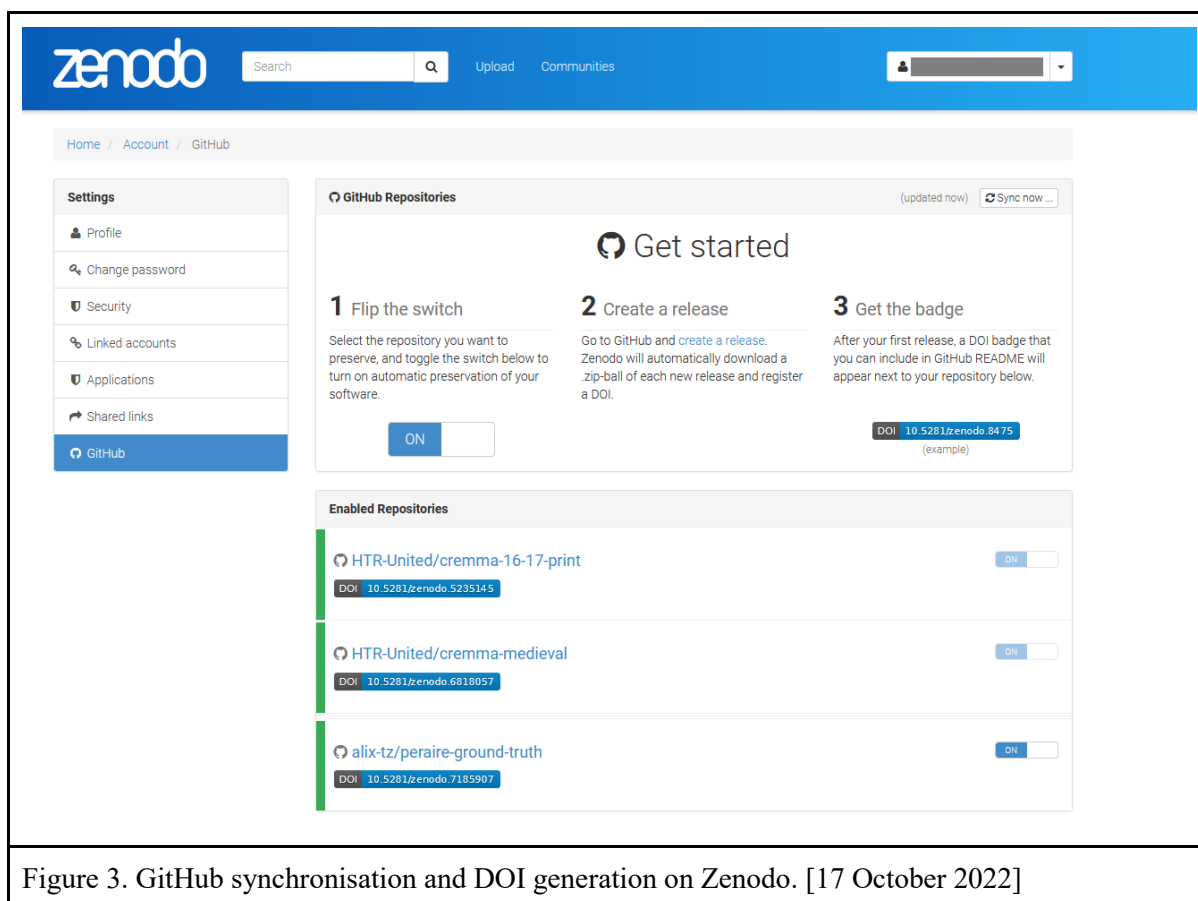 zenodo
Search
Upload
Communities
Home / Account / GitHub
Settings
Profile
Change password
Security
Linked accounts
Applications
Shared links
GitHub
GitHub Repositories
(updated now)
Sync now ...
Get started
1 Flip the switch
Select the repository you want to
preserve, and toggle the switch below to
turn on automatic preservation of your
software.
ON
2 Create a release
Go to GitHub and create a release.
Zenodo will automatically download a
.zip-ball of each new release and register
a DOI.
3 Get the badge
After your first release, a DOI badge that
you can include in GitHub README will
appear next to your repository below.
DOI 10.5281/zenodo.8475
(example)
Enabled Repositories
HTR-United/cremma-16-17-print
ON
DOI 10.5281/zenodo.5235145
HTR-United/cremma-medieval
ON
DOI 10.5281/zenodo.6818057
alix-tz/peraire-ground-truth
ON
DOI 10.5281/zenodo.7185907
Figure 3. GitHub synchronisation and DOI generation on Zenodo. [17 October 2022]